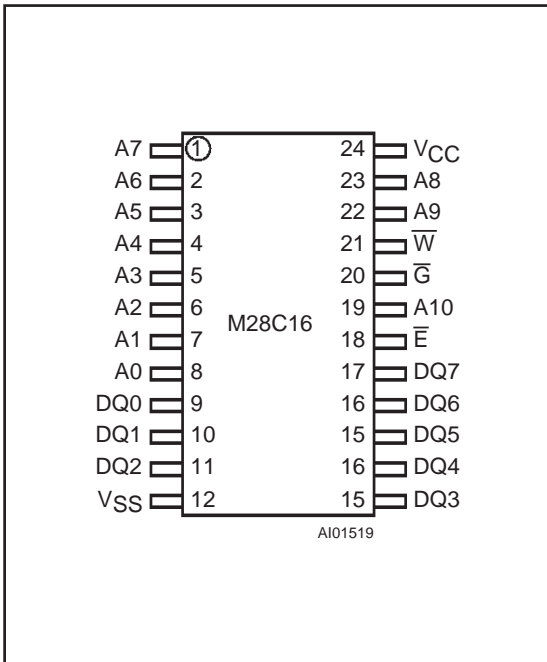 A7 1 24 VCC
A6 2 23 A8
A5 3 22 A9
A4 4 21 W̅
A3 5 20 G̅
A2 6 19 A10
M28C16
A1 7 18 E̅
A0 8 17 DQ7
DQ0 9 16 DQ6
DQ1 10 15 DQ5
DQ2 11 16 DQ4
VSS 12 15 DQ3
AI01519